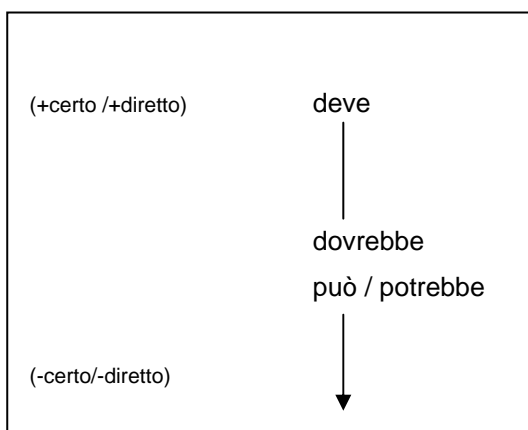 (+certo /+diretto) deve
dovrebbe
può / potrebbe
(-certo/-diretto)